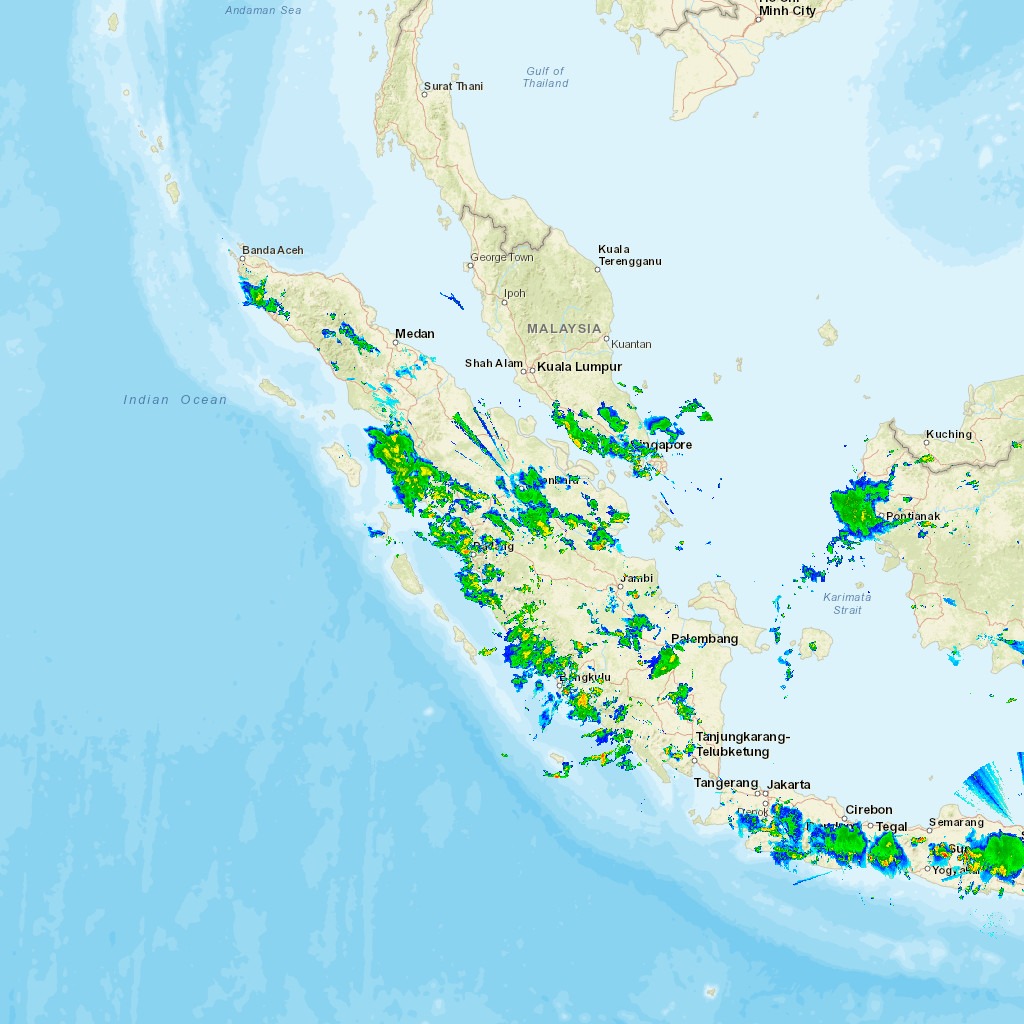 Andaman Sea
Minh City
Gulf of
Thailand
Surat Thani
Banda Aceh
George Town
Kuala
Terengganu
Ipoh
MALAYSIA
Medan
Kuantan
Shah Alam
Kuala Lumpur
Indian Ocean
Kuching
Singapore
Pontianak
Jambi
Karimata
Strait
Palembang
Bengkulu
Tanjungkarang-
Telubketung
Tangerang
Jakarta
Cirebon
Depok
Tegal
Semarang